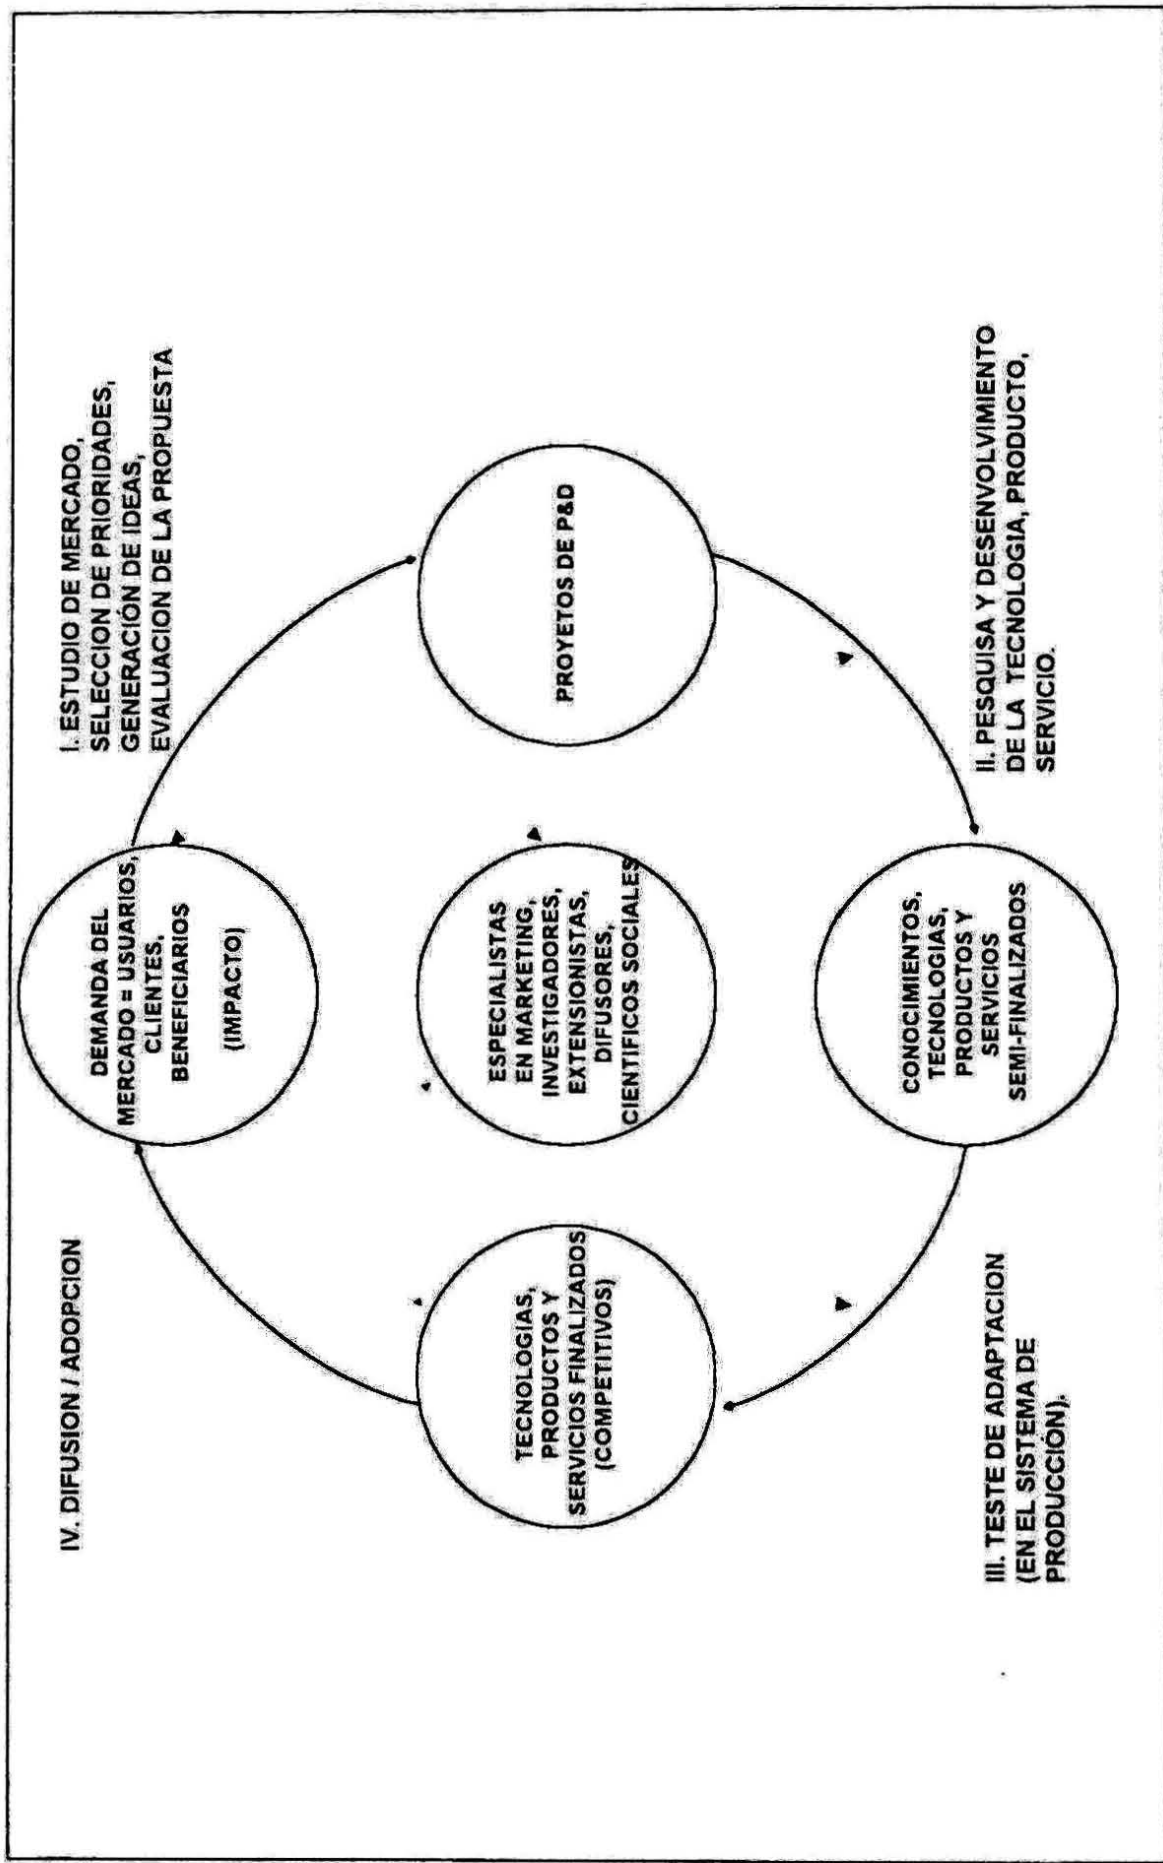 I. ESTUDIO DE MERCADO,
SELECCION DE PRIORIDADES,
GENERACIÓN DE IDEAS,
EVALUACION DE LA PROPUESTA
IV. DIFUSION / ADOPCION
DEMANDA DEL
MERCADO = USUARIOS,
CLIENTES,
BENEFICIARIOS
(IMPACTO)
TECNOLOGIAS,
PRODUCTOS Y
SERVICIOS FINALIZADOS
(COMPETITIVOS)
ESPECIALISTAS
EN MARKETING,
INVESTIGADORES,
EXTENSIONISTAS,
DIFUSORES,
CIENTIFICOS SOCIALES
PROYETOS DE P&D
CONOCIMIENTOS,
TECNOLOGIAS,
PRODUCTOS Y
SERVICIOS
SEMI-FINALIZADOS
III. TESTE DE ADAPTACION
(EN EL SISTEMA DE
PRODUCCIÓN).
II. PESQUISA Y DESENVOLVIMIENTO
DE LA TECNOLOGIA, PRODUCTO,
SERVICIO.